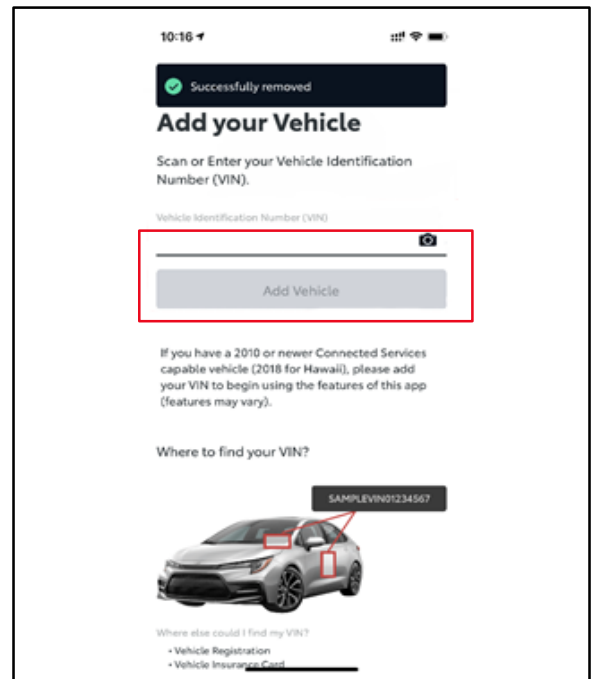 10:16
Successfully removed
Add your Vehicle
Scan or Enter your Vehicle Identification
Number (VIN).
Vehicle Identification Number (VIN)
Add Vehicle
If you have a 2010 or newer Connected Services
capable vehicle (2018 for Hawaii), please add
your VIN to begin using the features of this app
(features may vary).
Where to find your VIN?
SAMPLEVIN01234567
Where else could I find my VIN?
• Vehicle Registration
• Vehicle Insurance Card